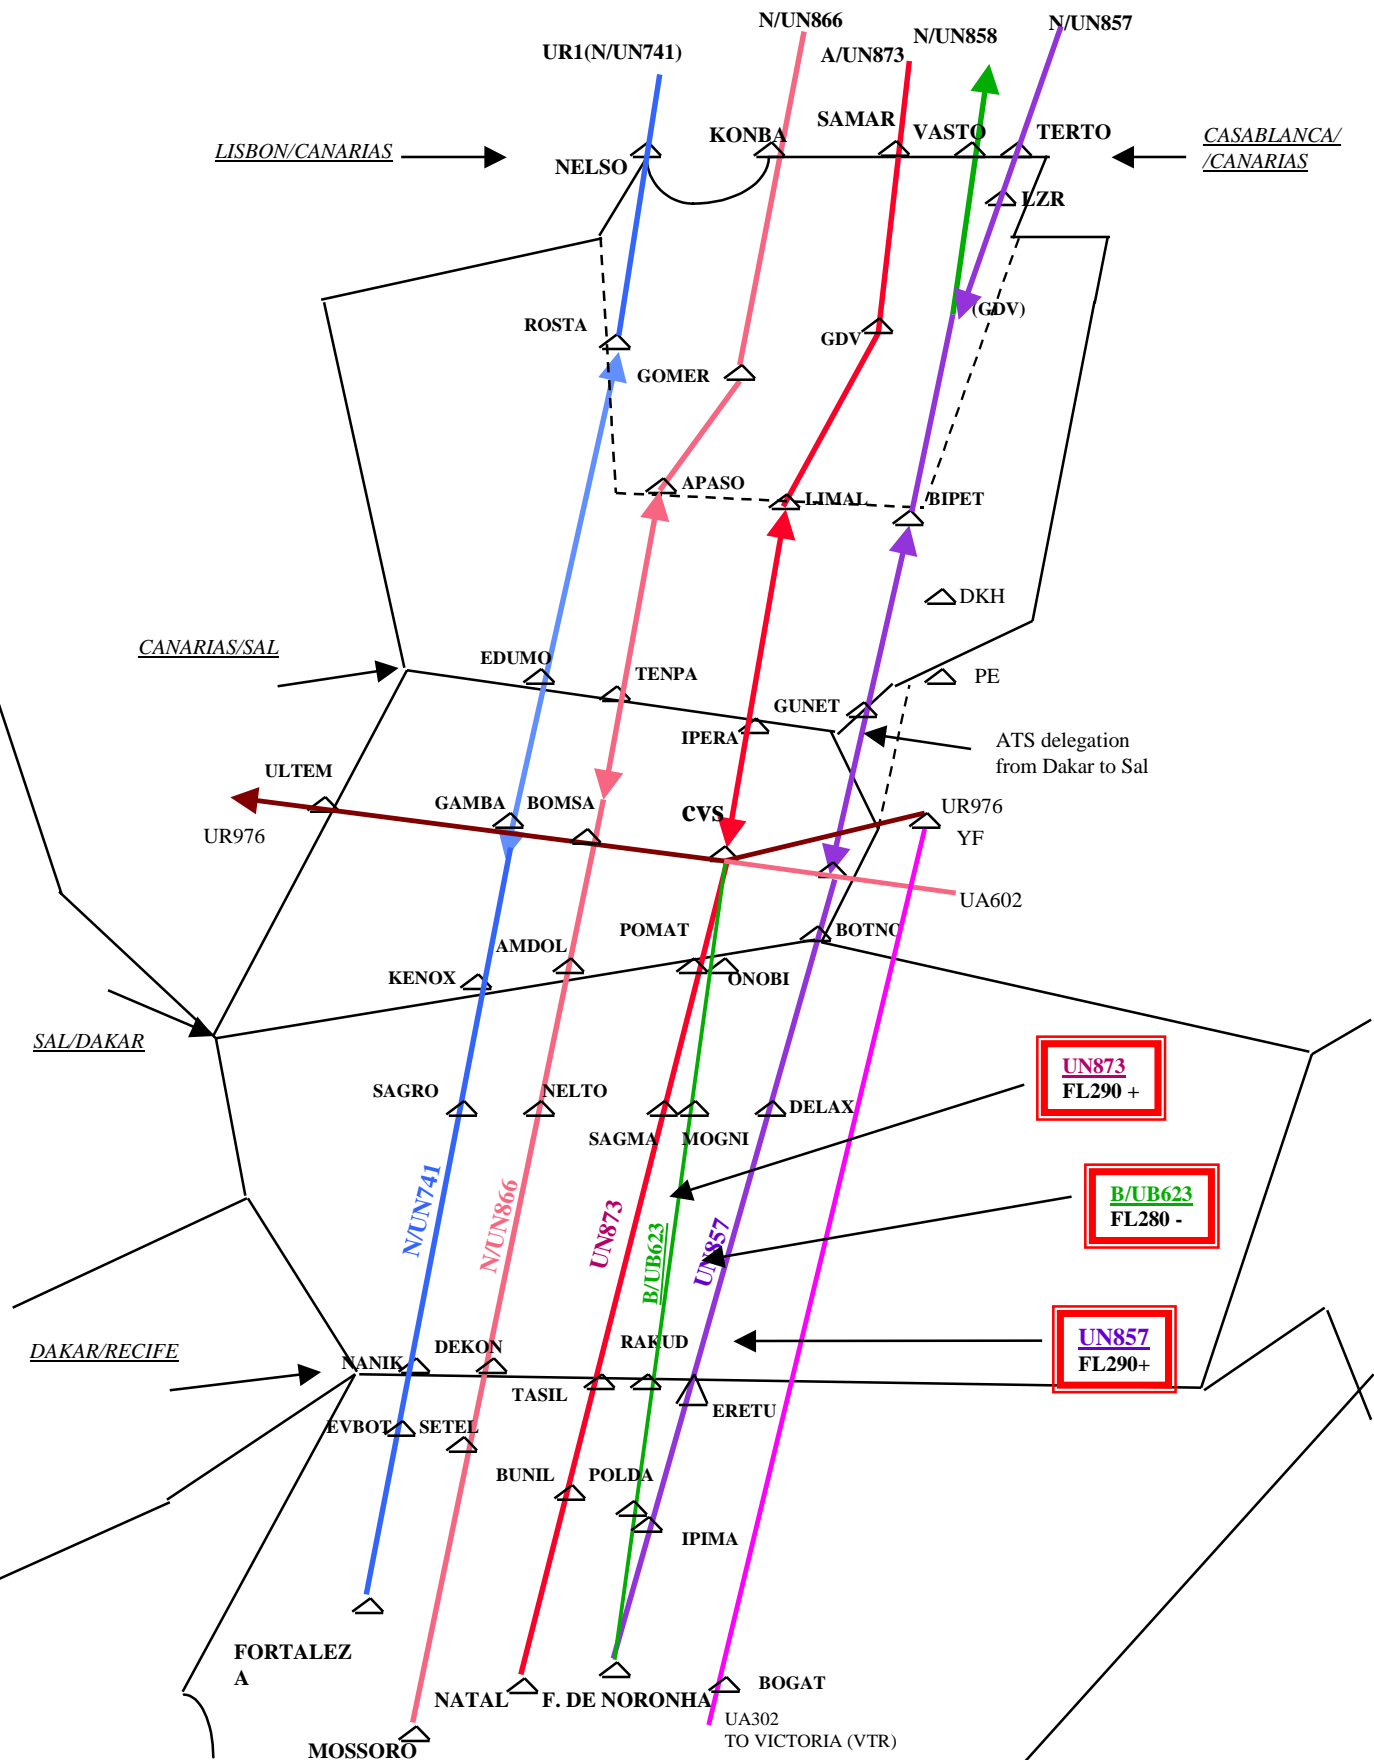 N/UN866
N/UN857
UR1(N/UN741)
N/UN858
A/UN873
SAMAR
KONBA
VASTO
TERTO
LISBON/CANARIAS
CASABLANCA/
/CANARIAS
NELSO
LZR
(GDV)
ROSTA
GDV
GOMER
APASO
LIMAL
BIPET
DKH
CANARIAS/SAL
EDUMO
TENPA
PE
GUNET
IPERA
ATS delegation
from Dakar to Sal
ULTEM
GAMBA
BOMSA
cvs
UR976
UR976
YF
UA602
POMAT
BOTNO
AMDOL
KENOX
ONOBI
SAL/DAKAR
UN873
FL290 +
SAGRO
NELTO
DELAX
SAGMA
MOGNI
N/UN741
N/UN866
UN873
B/UB623
UN857
B/UB623
FL280 -
RAKUD
UN857
FL290+
DAKAR/RECIFE
NANIK
DEKON
TASIL
ERETU
EVBOT
SETEL
BUNIL
POLDA
IPIMA
FORTALEZ
A
NATAL
F. DE NORONHA
BOGAT
UA302
TO VICTORIA (VTR)
MOSSORO